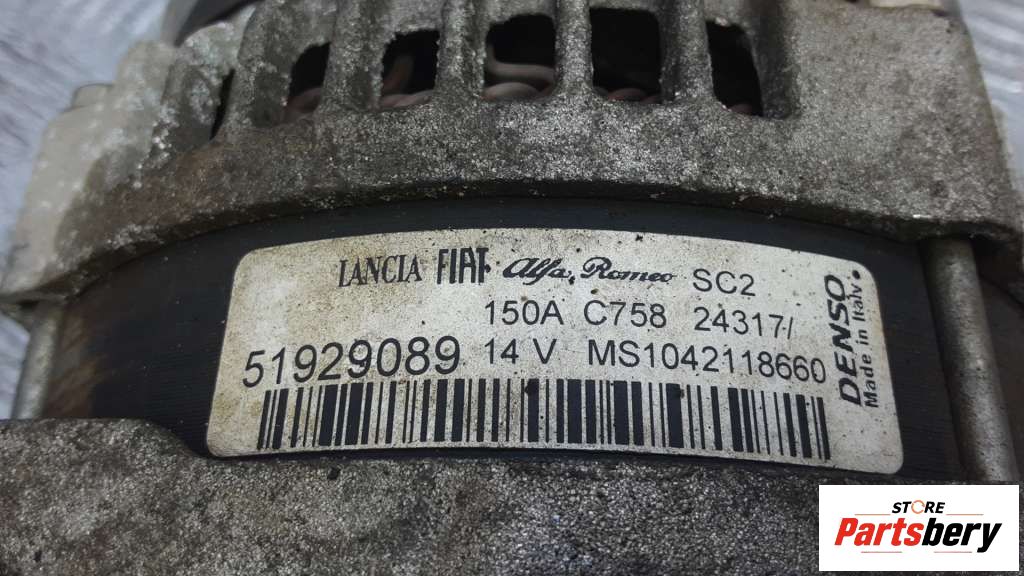 LANCIA FIAT Alfa Romeo SC2
150A C758 24317/
51929089 14 V MS1042118660
DENSO
Made in Italy.
STORE
Partsbery